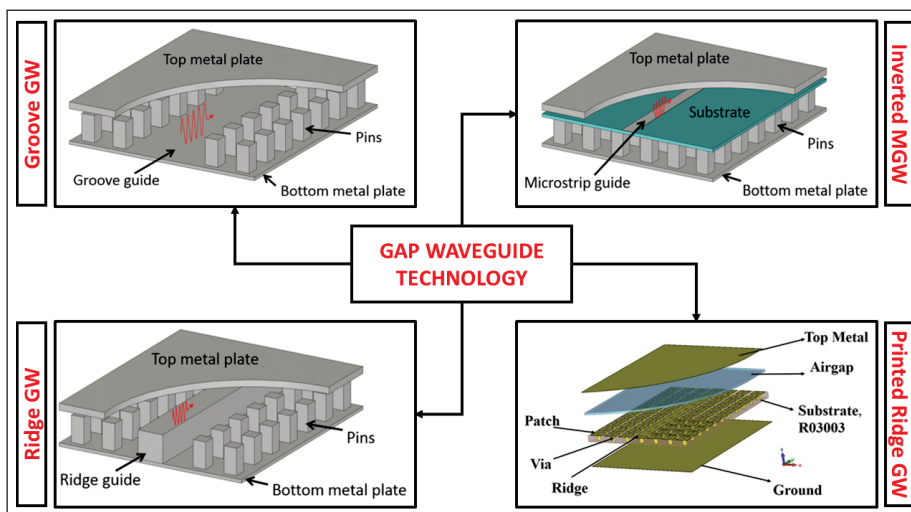 Groove GW
Top metal plate
Pins
Groove guide
Bottom metal plate
Inverted MGW
Top metal plate
Substrate
Pins
Microstrip guide
Bottom metal plate
GAP WAVEGUIDE
TECHNOLOGY
Ridge GW
Top metal plate
Pins
Ridge guide
Bottom metal plate
Printed Ridge GW
Top Metal
Airgap
Substrate,
R03003
Patch
Via
Ridge
Ground